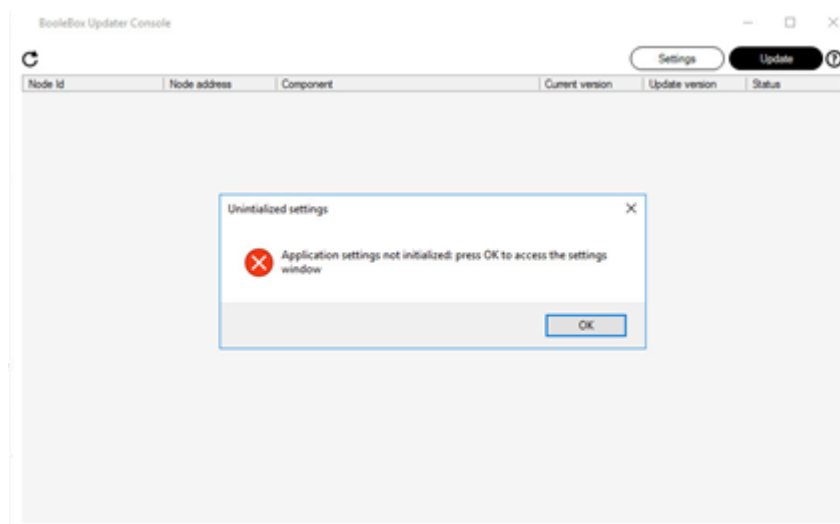 BooleBox Updater Console
Settings Update
Node Id Node address Component Current version Update version Status
Unintialized settings
Application settings not initialized: press OK to access the settings
window
OK